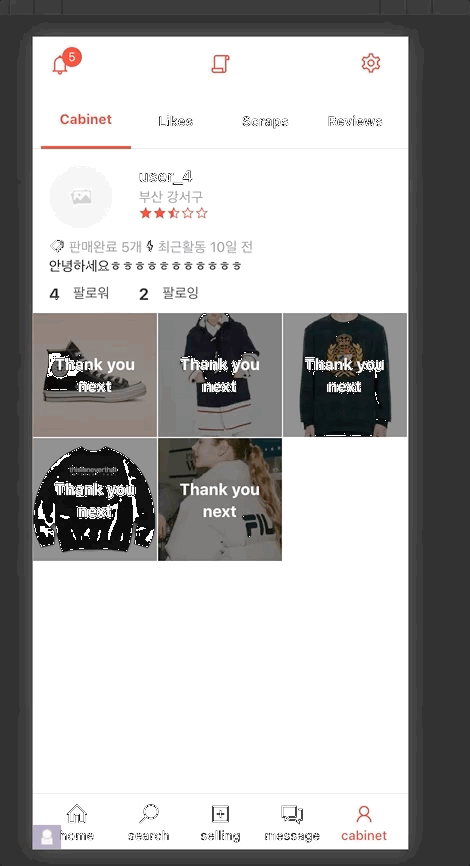 5
Cabinet Likes Scraps Reviews
user_4
부산 강서구
판매완료 5개 최근활동 10일 전
안녕하세요ㅎㅎㅎㅎㅎㅎㅎㅎㅎㅎㅎ
4 팔로워 2 팔로잉
Thank you
next
Thank you
next
Thank you
next
thisisneverthat
Thank you
next
Thank you
next
FIL
home search selling message cabinet